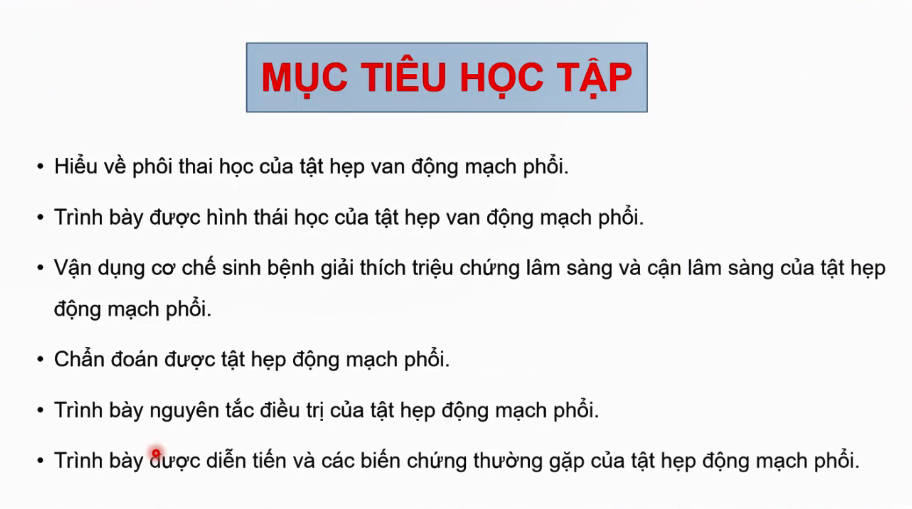 MỤC TIÊU HỌC TẬP
• Hiểu về phôi thai học của tật hẹp van động mạch phổi.
• Trình bày được hình thái học của tật hẹp van động mạch phổi.
• Vận dụng cơ chế sinh bệnh giải thích triệu chứng lâm sàng và cận lâm sàng của tật hẹp
động mạch phổi.
• Chẩn đoán được tật hẹp động mạch phổi.
• Trình bày nguyên tắc điều trị của tật hẹp động mạch phổi.
• Trình bày được diễn tiến và các biến chứng thường gặp của tật hẹp động mạch phổi.